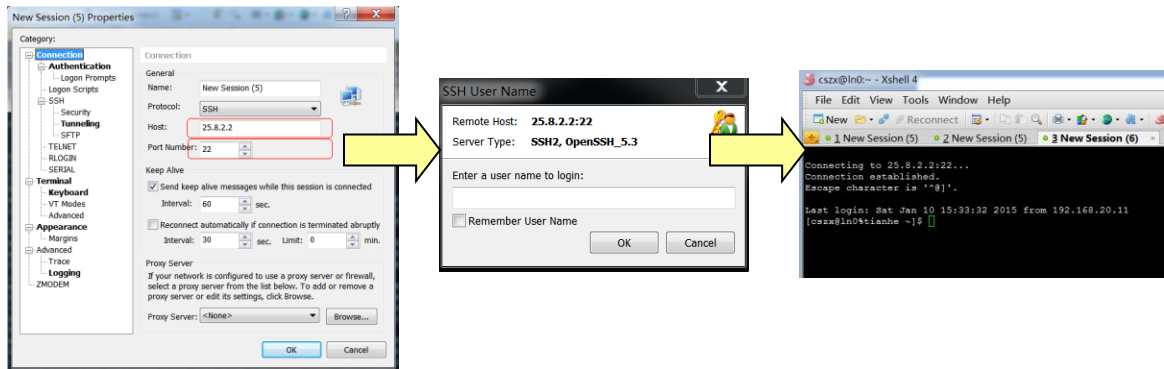 New Session (5) Properties
Category:
Connection
Authentication
Logon Prompts
Logon Scripts
SSH
Security
Tunneling
SFTP
TELNET
RLOGIN
SERIAL
Terminal
Keyboard
VT Modes
Advanced
Appearance
Margins
Advanced
Trace
Logging
ZMODEM
Connection
General
Name: New Session (5)
Protocol: SSH
Host: 25.8.2.2
Port Number: 22
Keep Alive
Send keep alive messages while this session is connected
Interval: 60 sec.
Reconnect automatically if connection is terminated abruptly
Interval: 30 sec. Limit: 0 min.
Proxy Server
If your network is configured to use a proxy server or firewall,
select a proxy server from the list below. To add or remove a
proxy server or edit its settings, click Browse.
Proxy Server: <None> Browse...
OK Cancel
SSH User Name
Remote Host: 25.8.2.2:22
Server Type: SSH2, OpenSSH_5.3
Enter a user name to login:
Remember User Name
OK Cancel
cszx@ln0:~ - Xshell 4
File Edit View Tools Window Help
New Reconnect
1 New Session (5) 2 New Session (5) 3 New Session (6)
Connecting to 25.8.2.2:22...
Connection established.
Escape character is '^@]'.
Last login: Sat Jan 10 15:33:32 2015 from 192.168.20.11
[cszx@ln0%tianhe ~]$